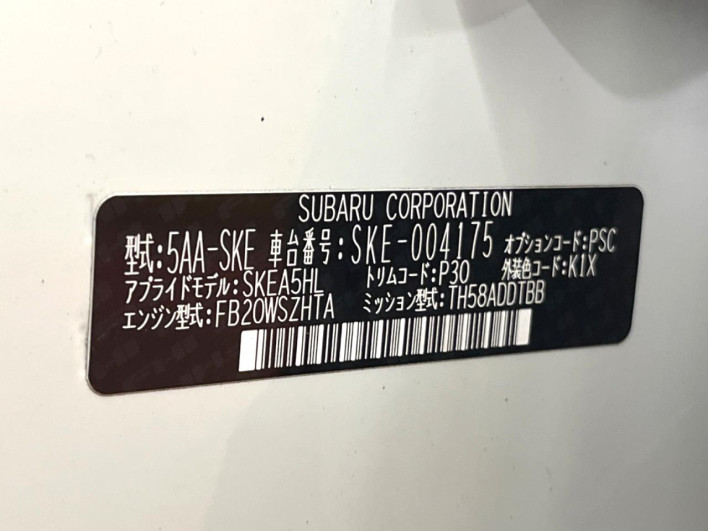 SUBARU CORPORATION
型式:5AA-SKE 車台番号:SKE-004175 オプションコード:PSC
アプライドモデル:SKEA5HL トリムコード:P30 外装色コード:K1X
エンジン型式:FB20WSZHTA ミッション型式:TH58ADDTBB